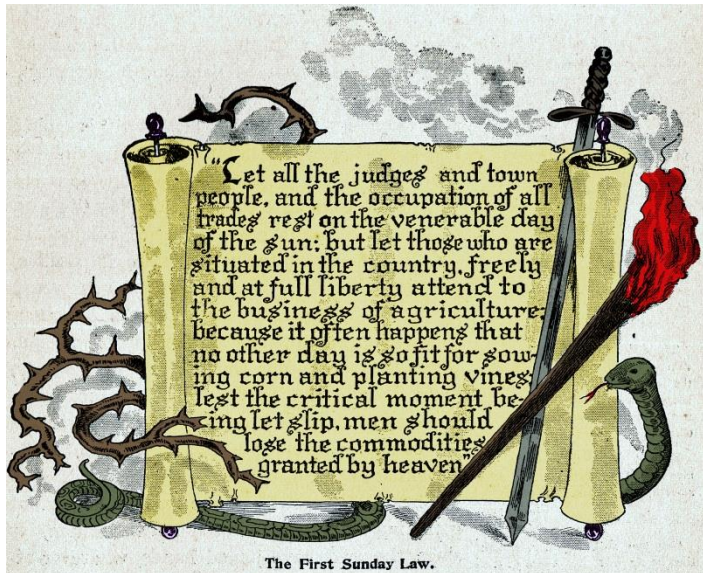 "Let all the judges and town
people, and the occupation of all
trades rest on the venerable day
of the sun; but let those who are
situated in the country, freely
and at full liberty attend to
the business of agriculture;
because it often happens that
no other day is so fit for sow-
ing corn and planting vines;
lest the critical moment be-
ing let slip, men should
lose the commodities
granted by heaven"
The First Sunday Law.